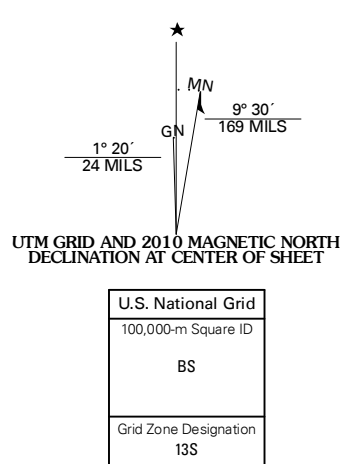 ★
MN
GN
9° 30´
169 MILS
1° 20´
24 MILS
UTM GRID AND 2010 MAGNETIC NORTH
DECLINATION AT CENTER OF SHEET
U.S. National Grid
100,000-m Square ID
BS
Grid Zone Designation
13S